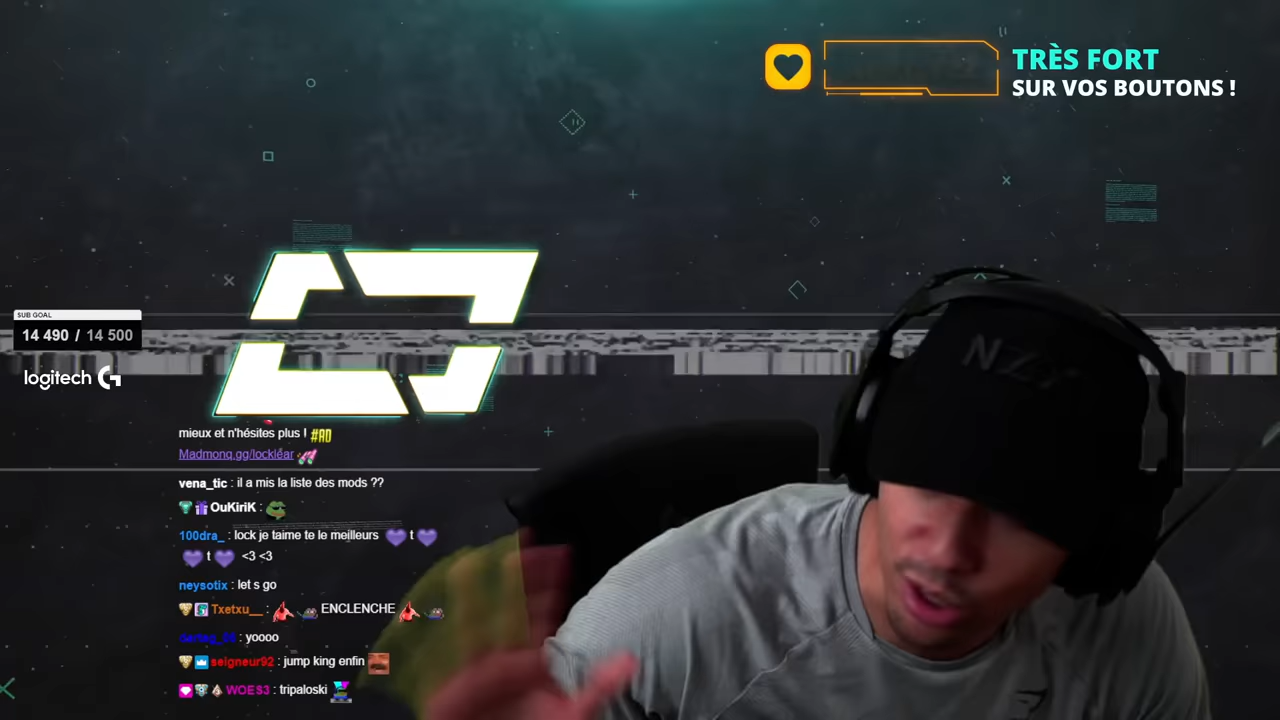 TRÈS FORT
SUR VOS BOUTONS !
SUB GOAL
14 490 / 14 500
logitech G
NZY
mieux et n'hésites plus ! #AD
Madmonq.gg/locklear
vena_tic : il a mis la liste des mods ??
OuKiriK :
100dra_ : lock je taime te le meilleurs t
t <3 <3
neysotix : let s go
Txetxu__ : ENCLENCHE
: yoooo
seigneur92 : jump king enfin
WOES3 : tripaloski